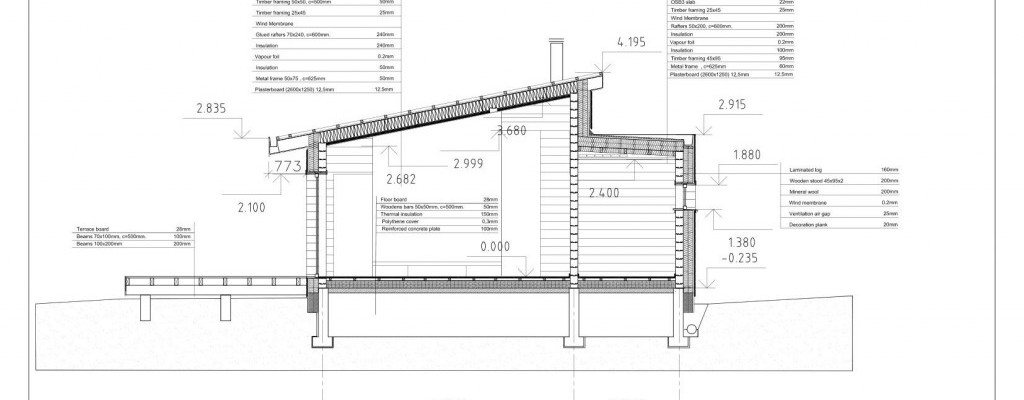 Timber framing 50x50, c=500mm 50mm
Timber framing 25x45 25mm
Wind Membrane
Glued rafters 70x240, c=600mm. 240mm
Insulation 240mm
Vapour foil 0.2mm
Insulation 50mm
Metal frame 50x75 , c=625mm 50mm
Plasterboard (2600x1250) 12,5mm 12.5mm
OSB3 slab 22mm
Timber framing 25x45 25mm
Wind Membrane
Rafters 50x200, c=600mm. 200mm
Insulation 200mm
Vapour foil 0.2mm
Insulation 100mm
Timber framing 45x95 95mm
Metal frame , c=625mm 60mm
Plasterboard (2600x1250) 12,5mm 12.5mm
4.195
2.835
2.915
3.680
773
2.999
1.880
2.682
2.400
2.100
Laminated log 160mm
Wooden stood 45x95x2 200mm
Mineral wool 200mm
Wind membrane 0.2mm
Ventilation air gap 25mm
Decoration plank 20mm
Floor board 28mm
Woodens bars 50x50mm, c=500mm. 50mm
Thermal insulation 150mm
Polythene cover 0,3mm
Reinforced concrete plate 100mm
Terrace board 28mm
Beams 70x100mm, c=500mm. 100mm
Beams 100x200mm 200mm
0.000
1.380
-0.235